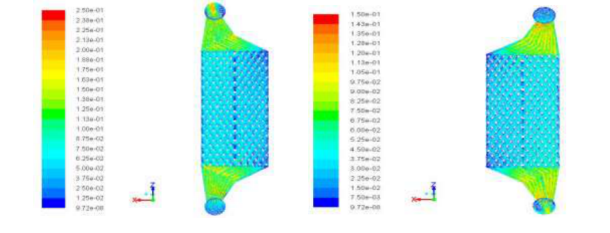 2.50e-01
2.38e-01
2.25e-01
2.13e-01
2.00e-01
1.88e-01
1.75e-01
1.63e-01
1.50e-01
1.38e-01
1.25e-01
1.13e-01
1.00e-01
8.75e-02
7.50e-02
6.25e-02
5.00e-02
3.75e-02
2.50e-02
1.25e-02
9.72e-08
X
1.50e-01
1.43e-01
1.35e-01
1.28e-01
1.20e-01
1.13e-01
1.05e-01
9.75e-02
9.00e-02
8.25e-02
7.50e-02
6.75e-02
6.00e-02
5.25e-02
4.50e-02
3.75e-02
3.00e-02
2.25e-02
1.50e-02
7.50e-03
9.72e-08
X